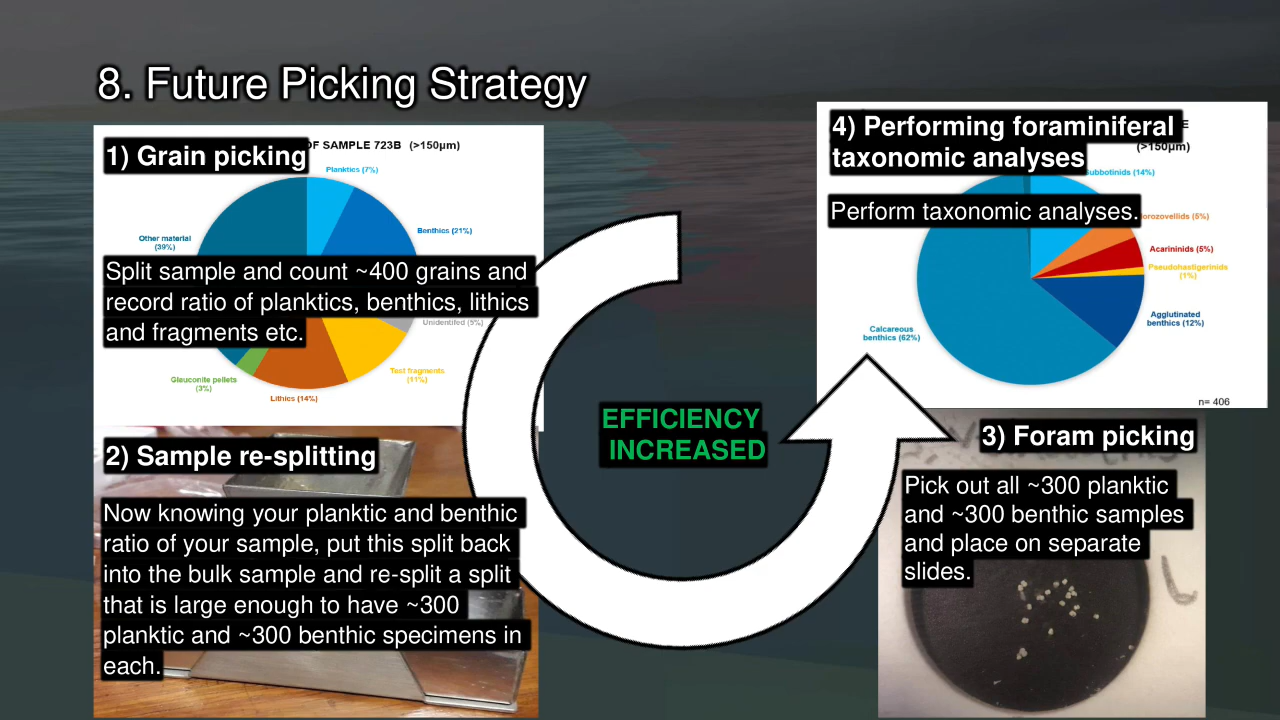 8. Future Picking Strategy
1) Grain picking
OF SAMPLE 723B (>150µm)
Planktics (7%)
Benthics (21%)
Other material
(39%)
Split sample and count ~400 grains and
record ratio of planktics, benthics, lithics
and fragments etc.
Unidentifed (5%)
Test fragments
(11%)
Glauconite pellets
(3%)
Lithics (14%)
2) Sample re-splitting
Now knowing your planktic and benthic
ratio of your sample, put this split back
into the bulk sample and re-split a split
that is large enough to have ~300
planktic and ~300 benthic specimens in
each.
EFFICIENCY
INCREASED
3) Foram picking
Pick out all ~300 planktic
and ~300 benthic samples
and place on separate
slides.
4) Performing foraminiferal
taxonomic analyses
(>150µm)
Subbotinids (14%)
Perform taxonomic analyses.
(5%)
Acarininids (5%)
Pseudohastigerinids
(1%)
Agglutinated
benthics (12%)
Calcareous
benthics (62%)
n= 406